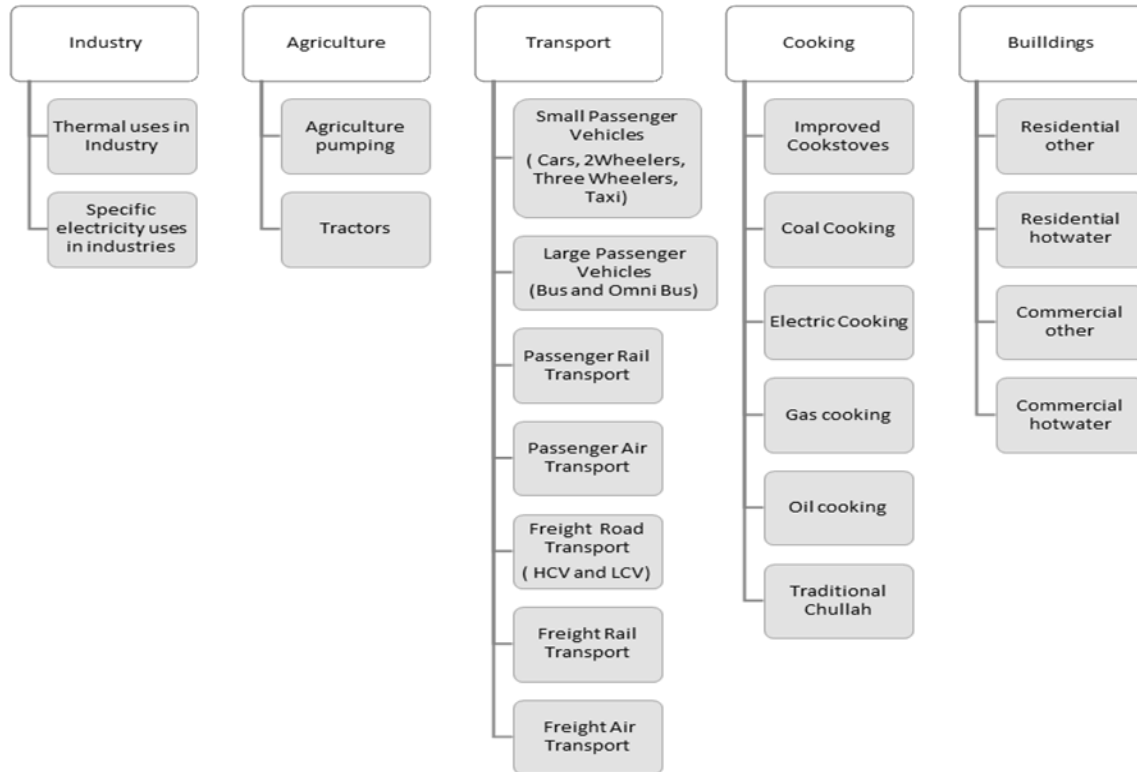 Industry
Thermal uses in
Industry
Specific
electricity uses
in industries
Agriculture
Agriculture
pumping
Tractors
Transport
Small Passenger
Vehicles
( Cars, 2Wheelers,
Three Wheelers,
Taxi)
Large Passenger
Vehicles
(Bus and Omni Bus)
Passenger Rail
Transport
Passenger Air
Transport
Freight Road
Transport
( HCV and LCV)
Freight Rail
Transport
Freight Air
Transport
Cooking
Improved
Cookstoves
Coal Cooking
Electric Cooking
Gas cooking
Oil cooking
Traditional
Chullah
Builldings
Residential
other
Residential
hotwater
Commercial
other
Commercial
hotwater